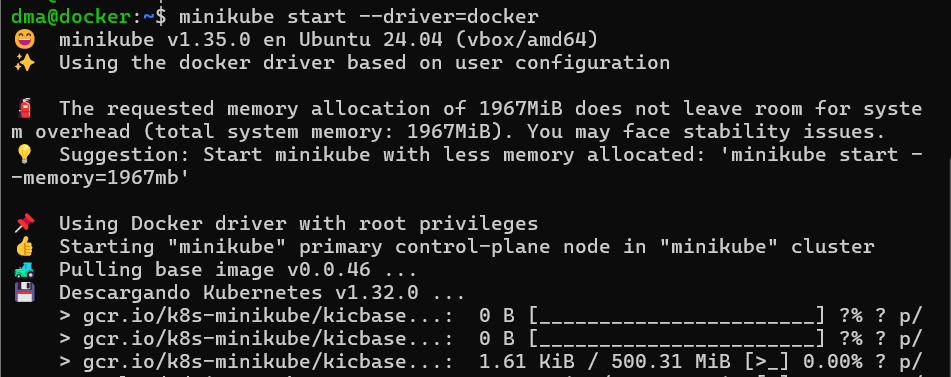 dma@docker:~$ minikube start --driver=docker
😄  minikube v1.35.0 en Ubuntu 24.04 (vbox/amd64)
✨  Using the docker driver based on user configuration
🧯  The requested memory allocation of 1967MiB does not leave room for syste
m overhead (total system memory: 1967MiB). You may face stability issues.
💡  Suggestion: Start minikube with less memory allocated: 'minikube start -
-memory=1967mb'
📌  Using Docker driver with root privileges
👍  Starting "minikube" primary control-plane node in "minikube" cluster
🚜  Pulling base image v0.0.46 ...
💾  Descargando Kubernetes v1.32.0 ...
    > gcr.io/k8s-minikube/kicbase...:  0 B [_______________________] ?% ? p/
    > gcr.io/k8s-minikube/kicbase...:  0 B [_______________________] ?% ? p/
    > gcr.io/k8s-minikube/kicbase...:  1.61 KiB / 500.31 MiB [>_] 0.00% ? p/